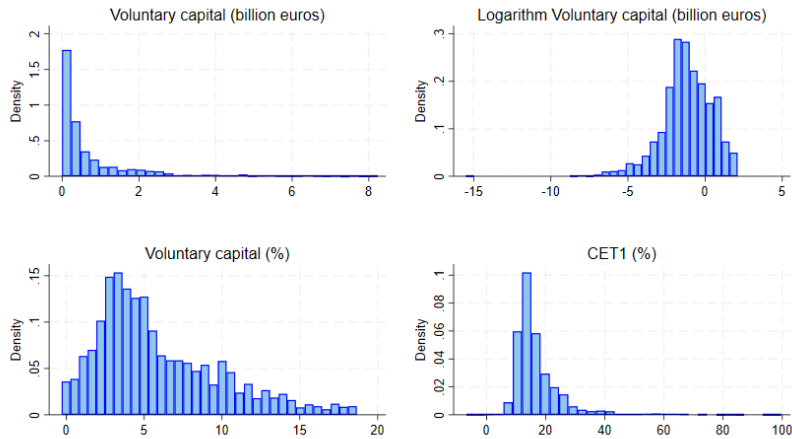 Voluntary capital (billion euros)
Density
0 .5 1 1.5 2
0 2 4 6 8
Logarithm Voluntary capital (billion euros)
Density
0 .1 .2 .3
-15 -10 -5 0 5
Voluntary capital (%)
Density
0 .05 .1 .15
0 5 10 15 20
CET1 (%)
Density
0 .02 .04 .06 .08 .1
0 20 40 60 80 100